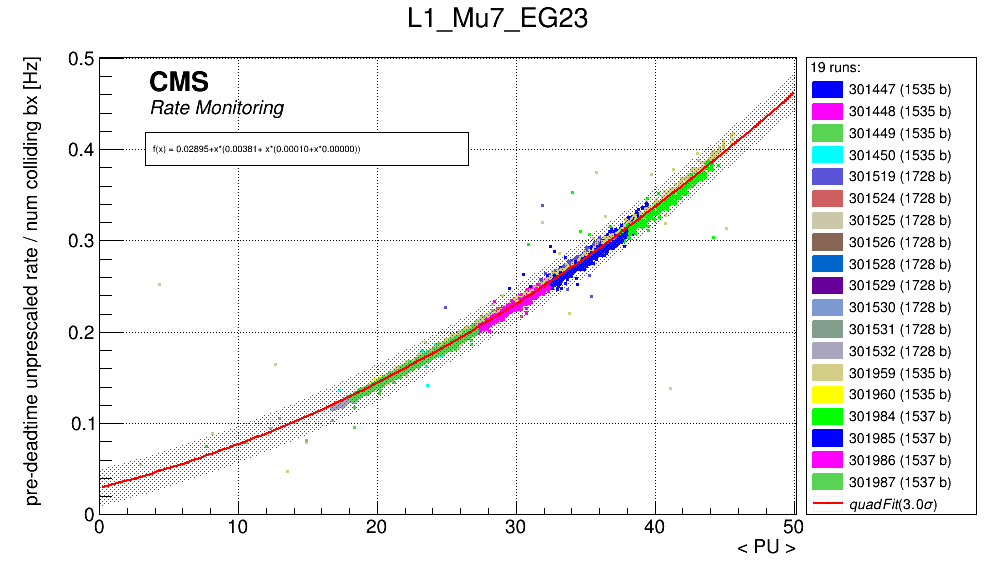 L1_Mu7_EG23
pre-deadtime unprescaled rate / num colliding bx [Hz]
0.5
0.4
0.3
0.2
0.1
0
CMS
Rate Monitoring
f(x) = 0.02895+x*(0.00381+ x*(0.00010+x*0.00000))
0 10 20 30 40 50
< PU >
19 runs:
301447 (1535 b)
301448 (1535 b)
301449 (1535 b)
301450 (1535 b)
301519 (1728 b)
301524 (1728 b)
301525 (1728 b)
301526 (1728 b)
301528 (1728 b)
301529 (1728 b)
301530 (1728 b)
301531 (1728 b)
301532 (1728 b)
301959 (1535 b)
301960 (1535 b)
301984 (1537 b)
301985 (1537 b)
301986 (1537 b)
301987 (1537 b)
quadFit(3.0σ)